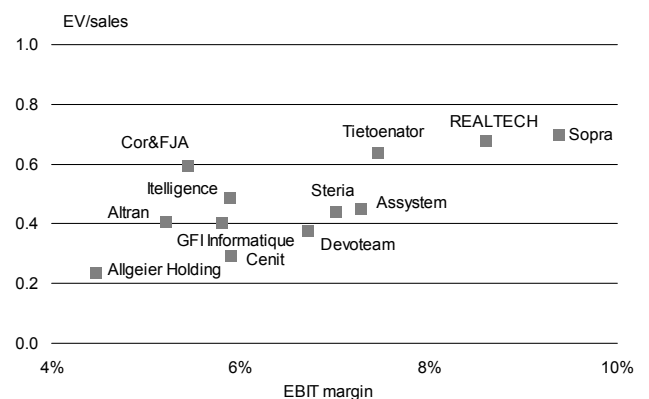 EV/sales
1.0
0.8
REALTECH
Tietoenator
Sopra
Cor&FJA
0.6
Itelligence
Steria
Assystem
Altran
0.4
GFI Informatique
Devoteam
Cenit
Allgeier Holding
0.2
0.0
4%
6%
8%
10%
EBIT margin